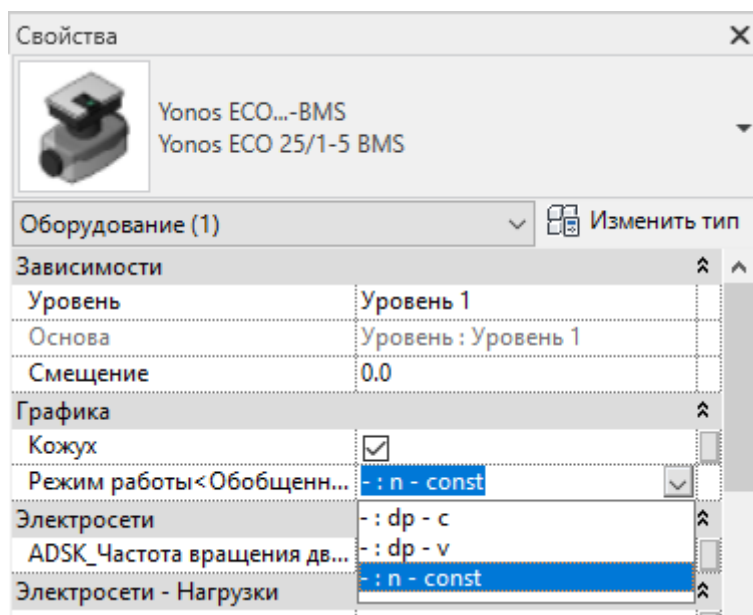 Свойства
Yonos ECO...-BMS
Yonos ECO 25/1-5 BMS
Оборудование (1)
Изменить тип
Зависимости
Уровень Уровень 1
Основа Уровень : Уровень 1
Смещение 0.0
Графика
Кожух
Режим работы<Обобщенн... - : n - const
Электросети
- : dp - c
ADSK_Частота вращения дв...
- : dp - v
- : n - const
Электросети - Нагрузки